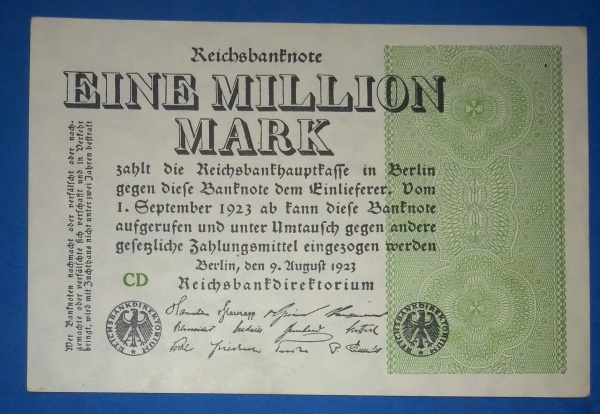 Reichsbanknote
EINE MILLION
MARK
zahlt die Reichsbankhauptkasse in Berlin
gegen diese Banknote dem Einlieferer. Vom
1. September 1923 ab kann diese Banknote
aufgerufen und unter Umtausch gegen andere
gesetzliche Zahlungsmittel eingezogen werden
Berlin, den 9. August 1923
Reichsbankdirektorium
CD
Wer Banknoten nachmacht oder verfälscht oder nach-
gemachte oder verfälschte sich verschafft und in Verkehr
bringt, wird mit Zuchthaus nicht unter zwei Jahren bestraft
REICHSBANKDIREKTORIUM
REICHSBANKDIREKTORIUM